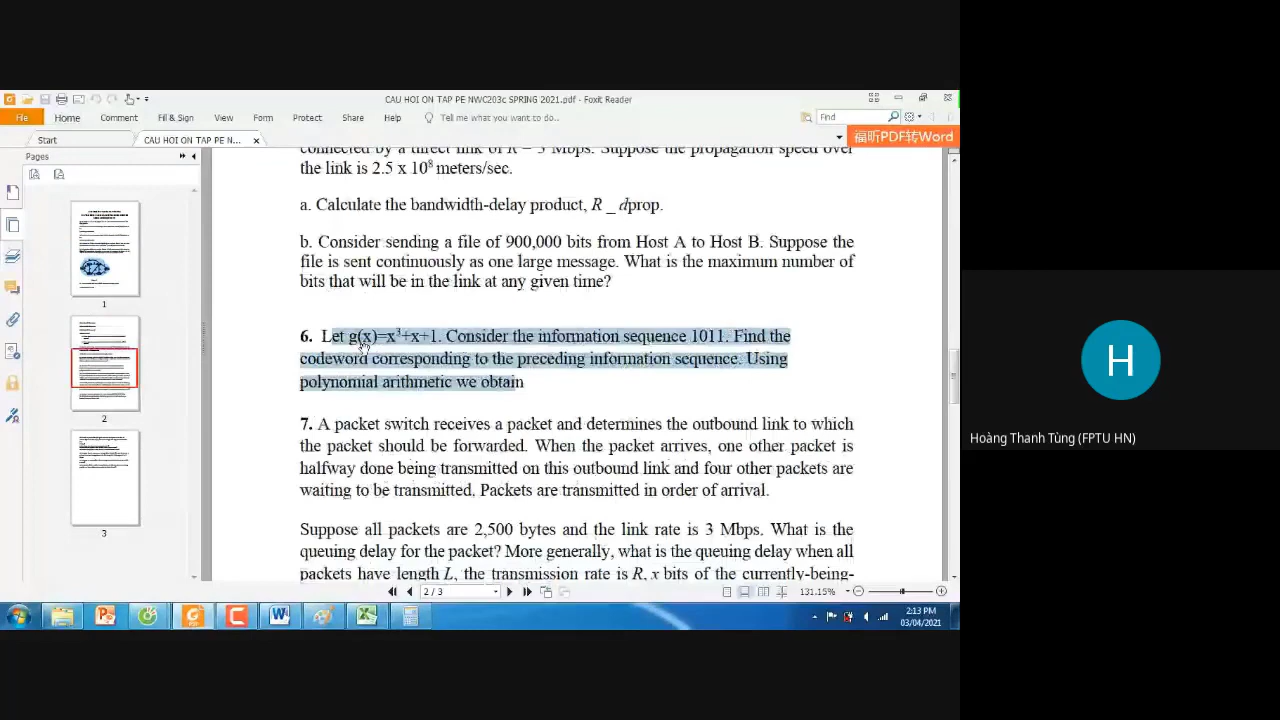 CAU HOI ON TAP PE NWC203c SPRING 2021.pdf - Foxit Reader
File Home Comment Fill & Sign View Form Protect Share Help Tell me what you want to do... Find
福昕PDF转Word
Start CAU HOI ON TAP PE N...
Pages
the link is 2.5 x 10⁸ meters/sec.
a. Calculate the bandwidth-delay product, R _ dprop.
b. Consider sending a file of 900,000 bits from Host A to Host B. Suppose the
file is sent continuously as one large message. What is the maximum number of
bits that will be in the link at any given time?
6. Let g(x)=x³+x+1. Consider the information sequence 1011. Find the
codeword corresponding to the preceding information sequence. Using
polynomial arithmetic we obtain
7. A packet switch receives a packet and determines the outbound link to which
the packet should be forwarded. When the packet arrives, one other packet is
halfway done being transmitted on this outbound link and four other packets are
waiting to be transmitted. Packets are transmitted in order of arrival.
Suppose all packets are 2,500 bytes and the link rate is 3 Mbps. What is the
queuing delay for the packet? More generally, what is the queuing delay when all
packets have length L, the transmission rate is R, x bits of the currently-being-
1
2
3
2 / 3
131.15%
2:13 PM
03/04/2021
H
Hoàng Thanh Tùng (FPTU HN)